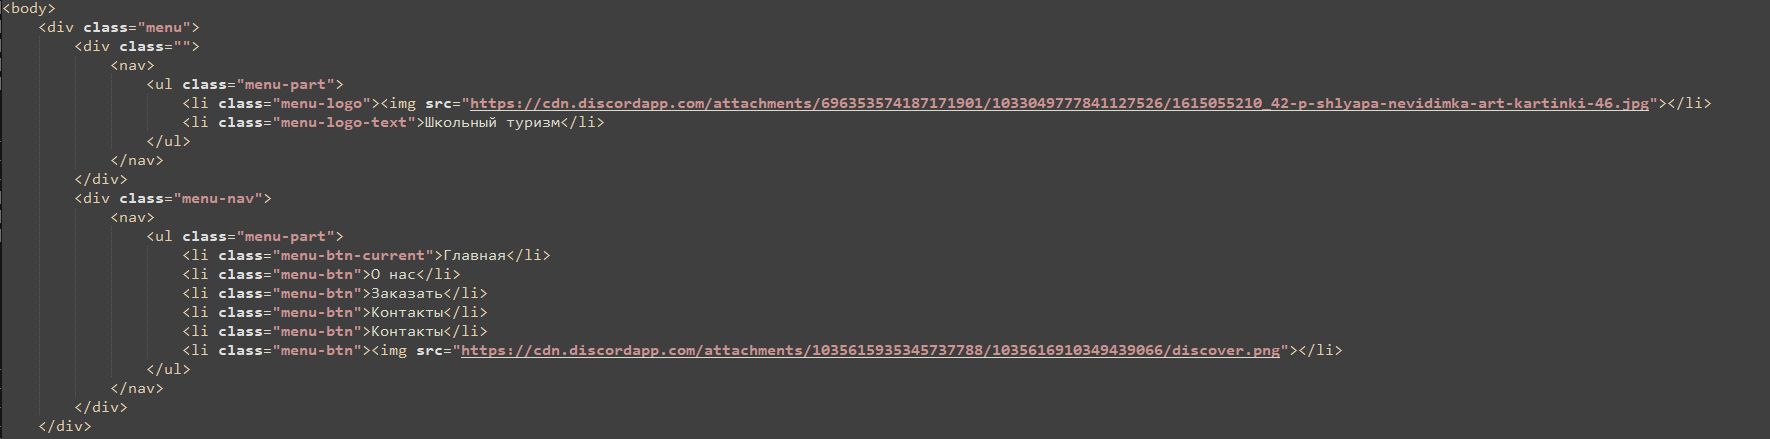 <body>
<div class="menu">
<div class="">
<nav>
<ul class="menu-part">
<li class="menu-logo"><img src="https://cdn.discordapp.com/attachments/696353574187171901/1033049777841127526/1615055210_42-p-shlyapa-nevidimka-art-kartinki-46.jpg"></li>
<li class="menu-logo-text">Школьный туризм</li>
</ul>
</nav>
</div>
<div class="menu-nav">
<nav>
<ul class="menu-part">
<li class="menu-btn-current">Главная</li>
<li class="menu-btn">О нас</li>
<li class="menu-btn">Заказать</li>
<li class="menu-btn">Контакты</li>
<li class="menu-btn">Контакты</li>
<li class="menu-btn"><img src="https://cdn.discordapp.com/attachments/1035615935345737788/1035616910349439066/discover.png"></li>
</ul>
</nav>
</div>
</div>